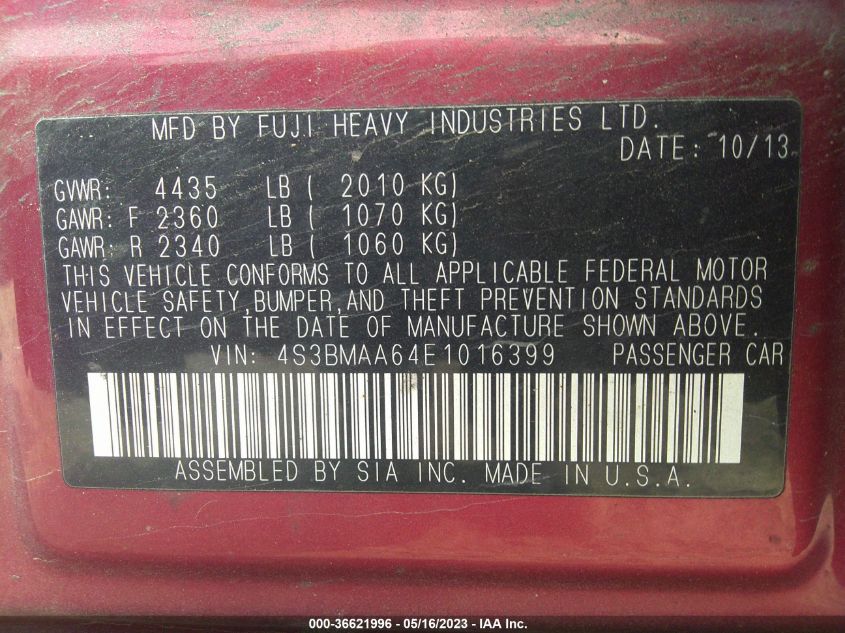 MFD BY FUJI HEAVY INDUSTRIES LTD.
DATE: 10/13
GVWR: 4435 LB ( 2010 KG)
GAWR: F 2360 LB ( 1070 KG)
GAWR: R 2340 LB ( 1060 KG)
THIS VEHICLE CONFORMS TO ALL APPLICABLE FEDERAL MOTOR
VEHICLE SAFETY,BUMPER,AND THEFT PREVENTION STANDARDS
IN EFFECT ON THE DATE OF MANUFACTURE SHOWN ABOVE.
VIN: 4S3BMAA64E1016399 PASSENGER CAR
ASSEMBLED BY SIA INC. MADE IN U.S.A.
000-36621996 - 05/16/2023 - IAA Inc.